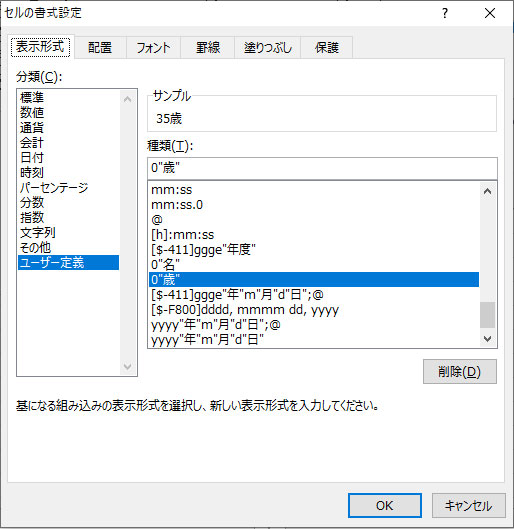 セルの書式設定
?
表示形式 配置 フォント 罫線 塗りつぶし 保護
分類(C):
標準
数値
通貨
会計
日付
時刻
パーセンテージ
分数
指数
文字列
その他
ユーザー定義
サンプル
35歳
種類(T):
0"歳"
mm:ss
mm:ss.0
@
[h]:mm:ss
[$-411]ggge"年度"
0"名"
0"歳"
[$-411]ggge"年"m"月"d"日";@
[$-F800]dddd, mmmm dd, yyyy
yyyy"年"m"月"d"日";@
yyyy"年"m"月"d"日"
削除(D)
基になる組み込みの表示形式を選択し、新しい表示形式を入力してください。
OK キャンセル